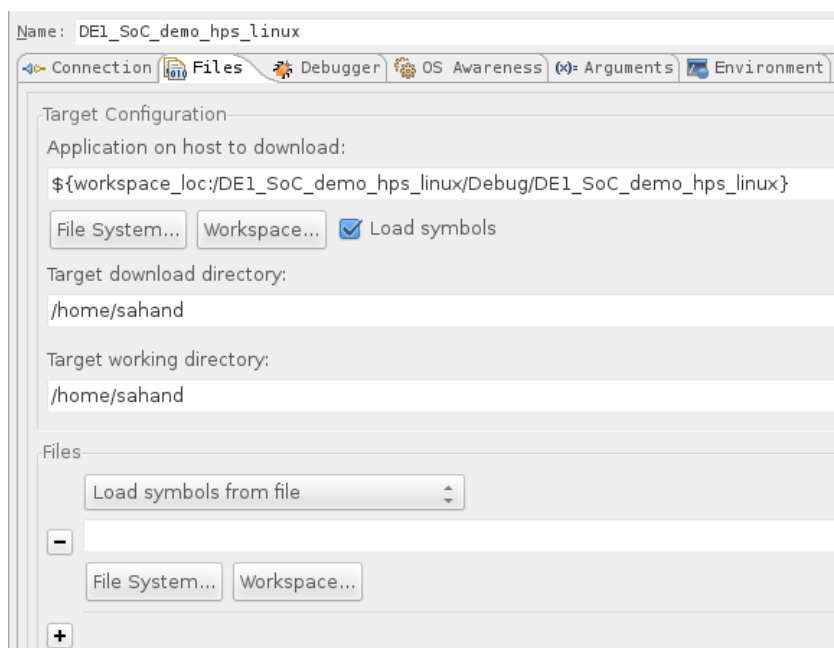 Name: DE1_SoC_demo_hps_linux
Connection Files Debugger OS Awareness (x)= Arguments Environment
Target Configuration
Application on host to download:
${workspace_loc:/DE1_SoC_demo_hps_linux/Debug/DE1_SoC_demo_hps_linux}
File System... Workspace... Load symbols
Target download directory:
/home/sahand
Target working directory:
/home/sahand
Files
Load symbols from file
File System... Workspace...